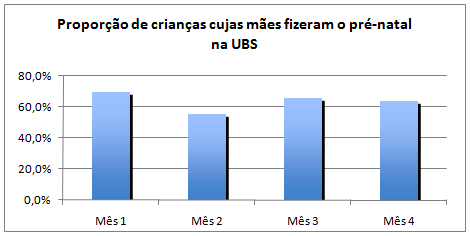 Proporção de crianças cujas mães fizeram o pré-natal
na UBS
80,0%
60,0%
40,0%
20,0%
0,0%
Mês 1 Mês 2 Mês 3 Mês 4